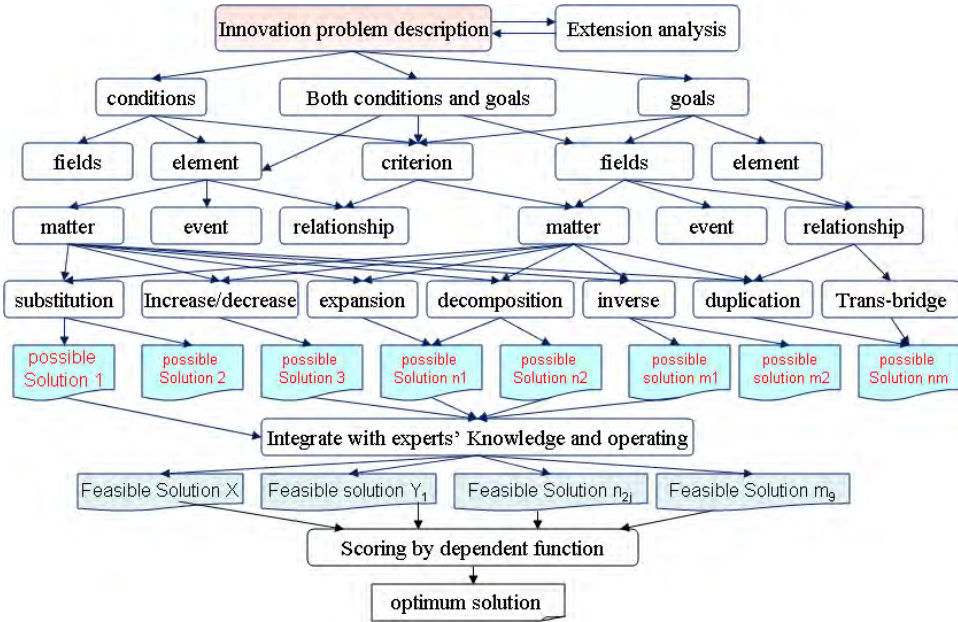 Innovation problem description
Extension analysis
conditions
Both conditions and goals
goals
fields
element
criterion
fields
element
matter
event
relationship
matter
event
relationship
substitution
Increase/decrease
expansion
decomposition
inverse
duplication
Trans-bridge
possible
Solution 1
possible
Solution 2
possible
Solution 3
possible
Solution n1
possible
Solution n2
possible
solution m1
possible
solution m2
possible
Solution nm
Integrate with experts’ Knowledge and operating
Feasible Solution X
Feasible solution Y1
Feasible Solution n2i
Feasible Solution m9
Scoring by dependent function
optimum solution